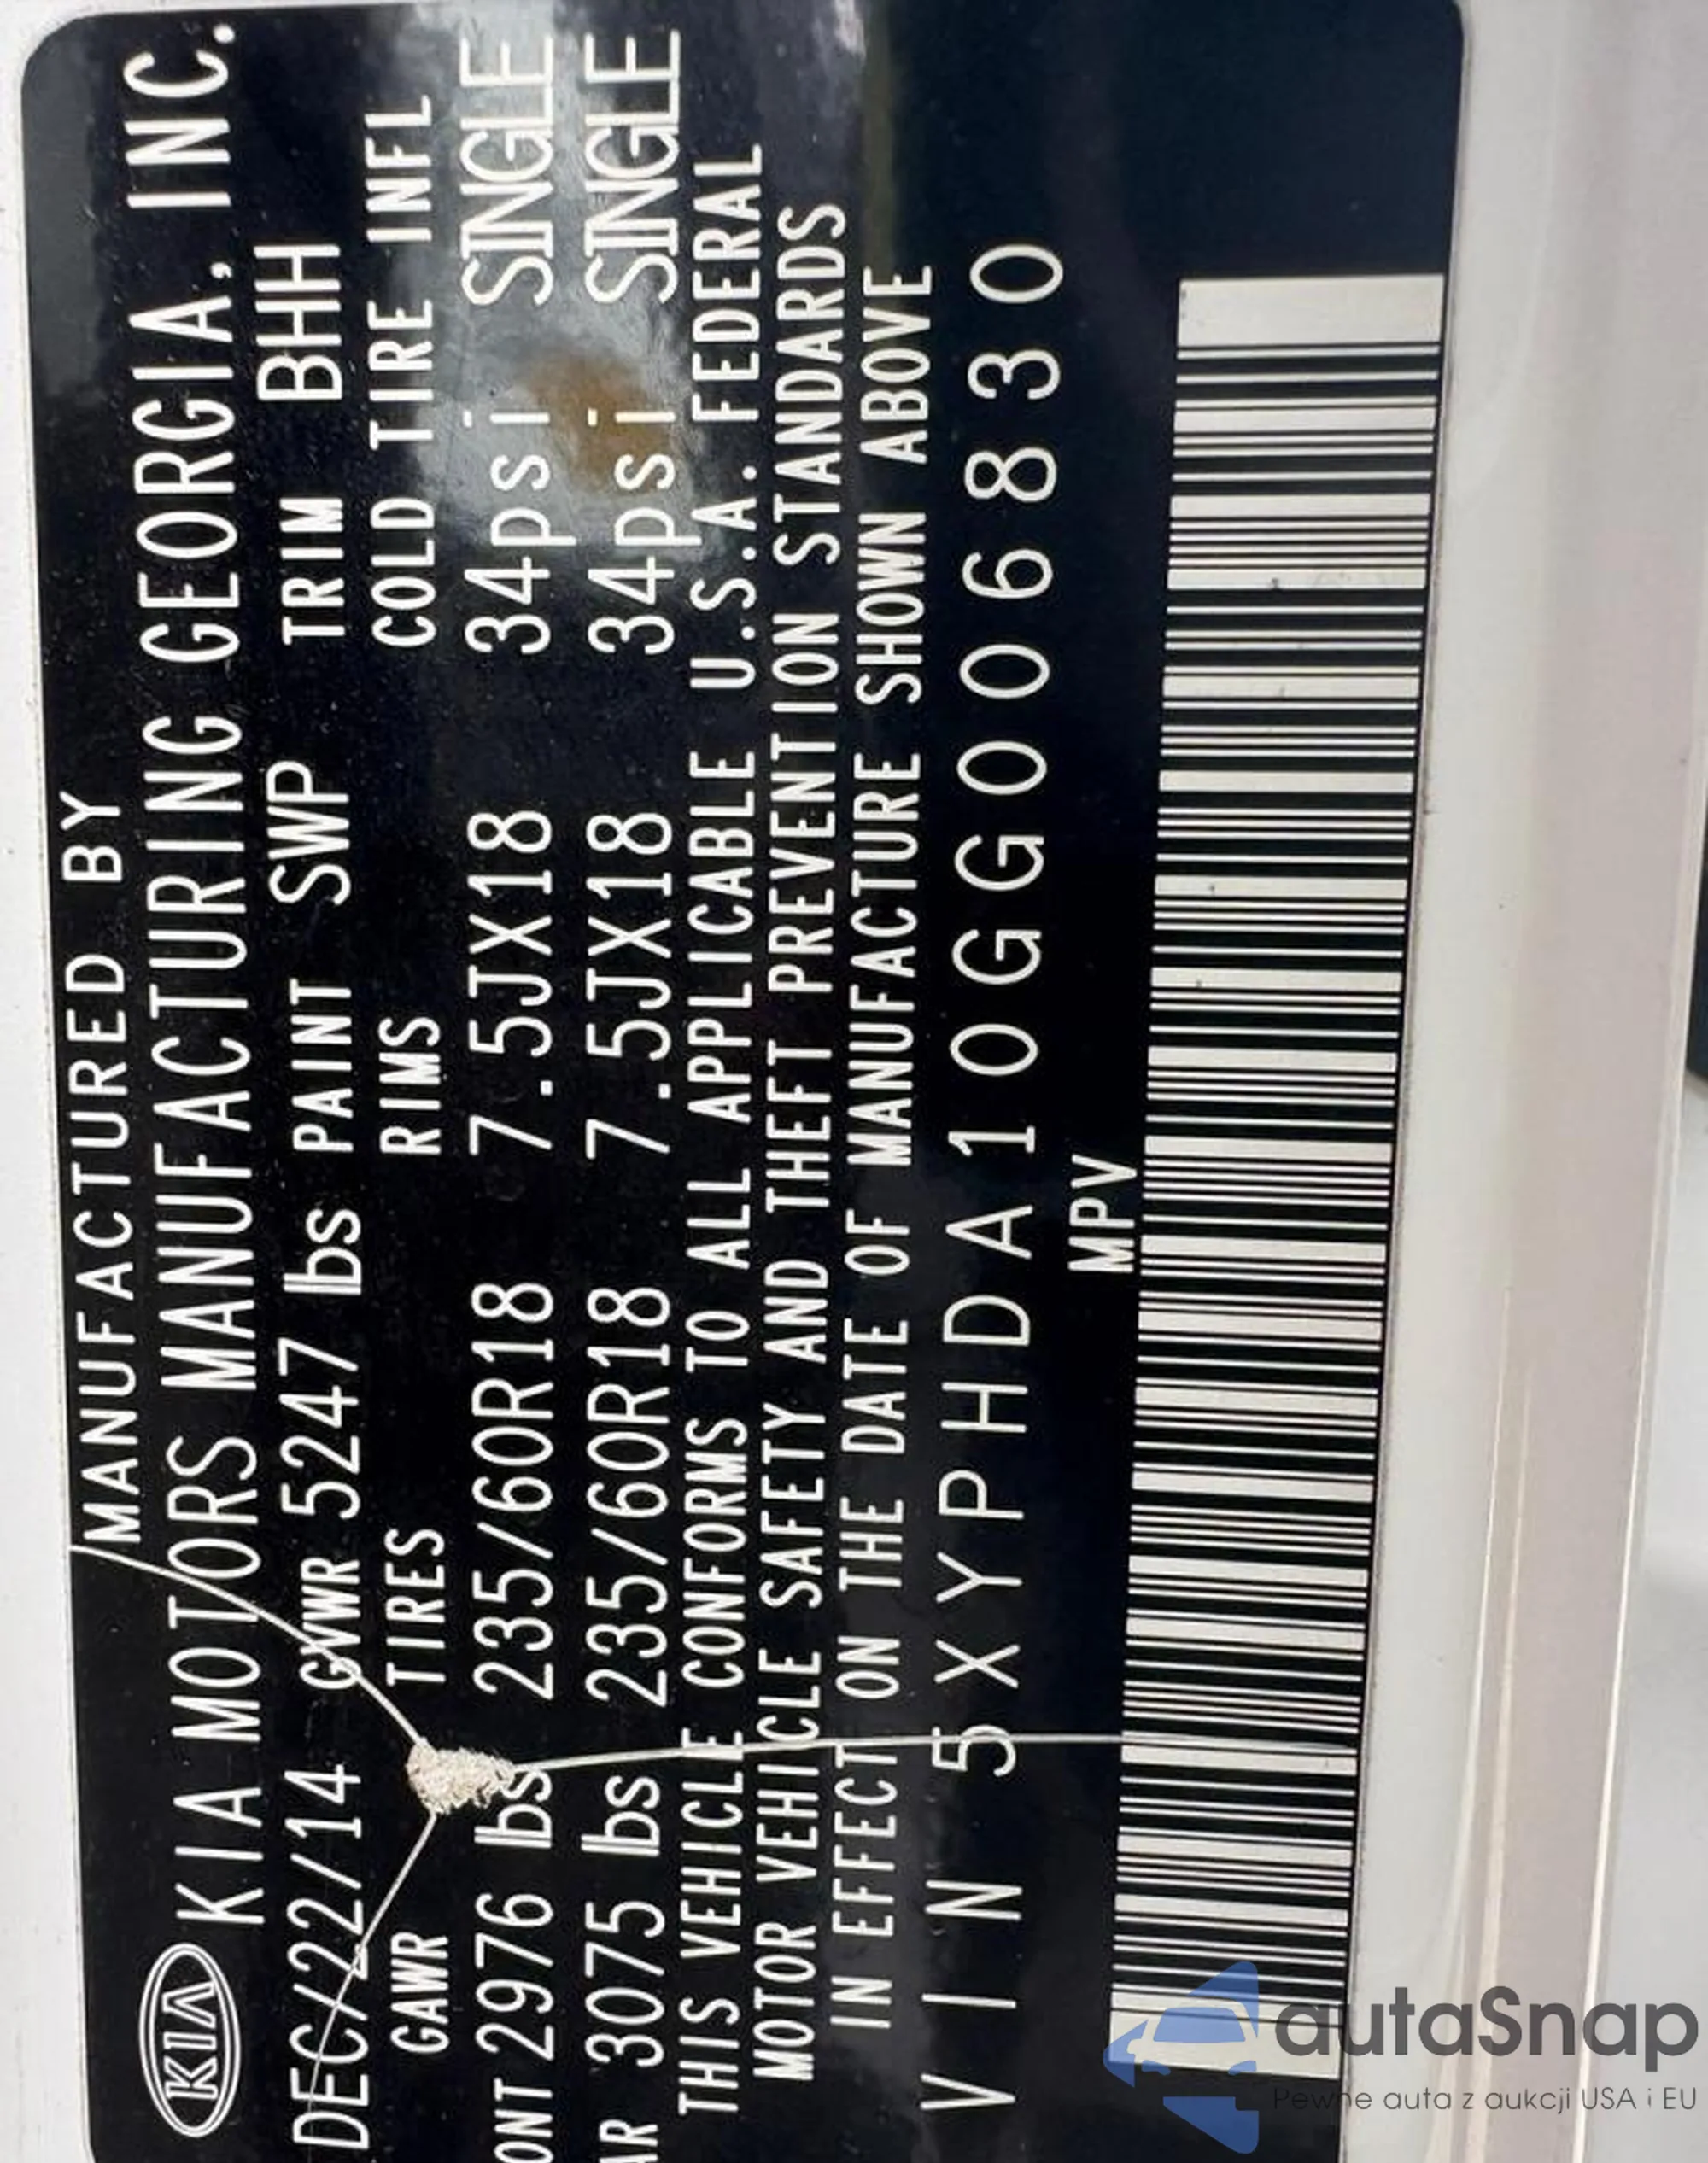 MANUFACTURED BY
KIA KIA MOTORS MANUFACTURING GEORGIA, INC.
DEC/22/14 GVWR 5247 lbs PAINT SWP TRIM BHH
GAWR TIRES RIMS COLD TIRE INFL
ONT 2976 lbs 235/60R18 7.5JX18 34psi SINGLE
AR 3075 lbs 235/60R18 7.5JX18 34psi SINGLE
THIS VEHICLE CONFORMS TO ALL APPLICABLE U.S.A. FEDERAL
MOTOR VEHICLE SAFETY AND THEFT PREVENTION STANDARDS
IN EFFECT ON THE DATE OF MANUFACTURE SHOWN ABOVE
VIN 5XYPHDA10GG006830
MPV
autaSnap
Pewne auta z aukcji USA i EU